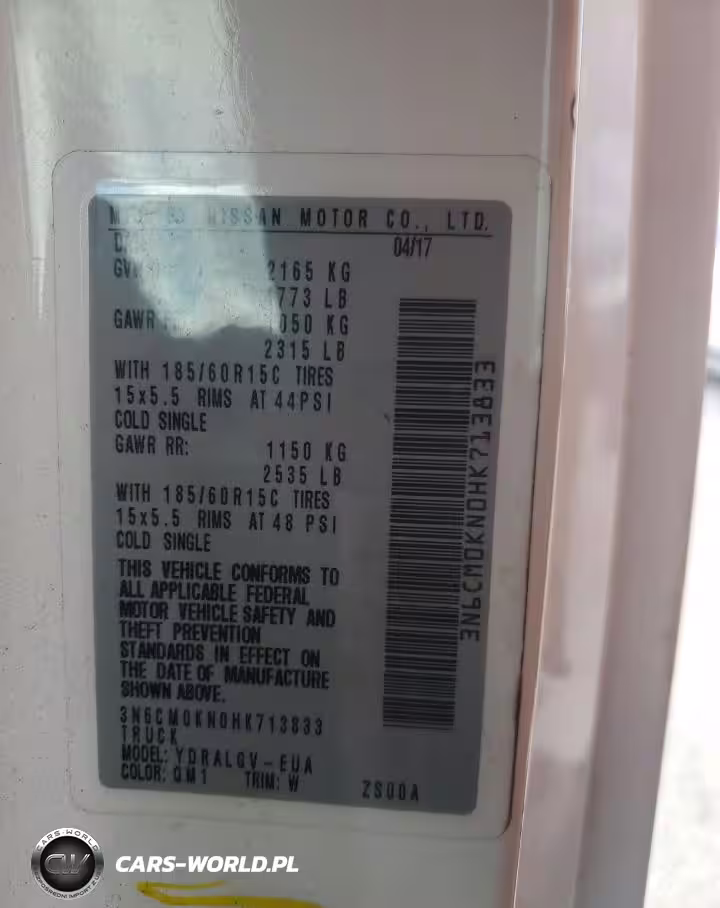 NISSAN MOTOR CO., LTD.
04/17
2165 KG
773 LB
GAWR 050 KG
2315 LB
WITH 185/60R15C TIRES
15x5.5 RIMS AT 44PSI
COLD SINGLE
GAWR RR: 1150 KG
2535 LB
WITH 185/60R15C TIRES
15x5.5 RIMS AT 48 PSI
COLD SINGLE
THIS VEHICLE CONFORMS TO
ALL APPLICABLE FEDERAL
MOTOR VEHICLE SAFETY AND
THEFT PREVENTION
STANDARDS IN EFFECT ON
THE DATE OF MANUFACTURE
SHOWN ABOVE.
3N6CM0KN0HK713833
TRUCK
MODEL: YDRALGV-EUA
COLOR: QM1 TRIM: W ZS00A
3N6CM0KN0HK713833
CARS-WORLD
CW
CARS-WORLD.PL